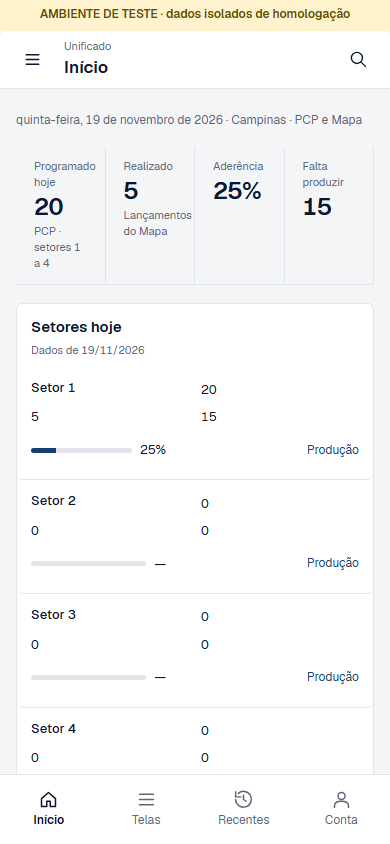 AMBIENTE DE TESTE · dados isolados de homologação
Unificado
Início
quinta-feira, 19 de novembro de 2026 · Campinas · PCP e Mapa
Programado hoje
20
PCP · setores 1 a 4
Realizado
5
Lançamentos do Mapa
Aderência
25%
Falta produzir
15
Setores hoje
Dados de 19/11/2026
Setor 1
20
5
15
25%
Produção
Setor 2
0
0
0
—
Produção
Setor 3
0
0
0
—
Produção
Setor 4
0
0
0
Início
Telas
Recentes
Conta